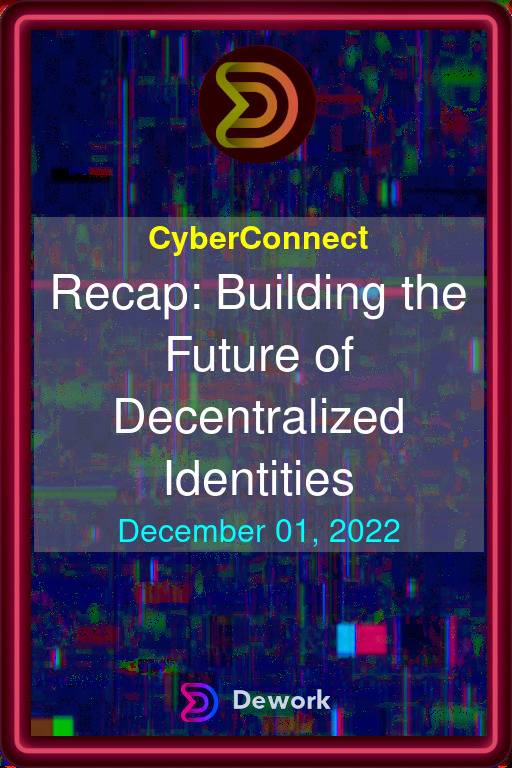 CyberConnect
Recap: Building the
Future of
Decentralized
Identities
December 01, 2022
Dework